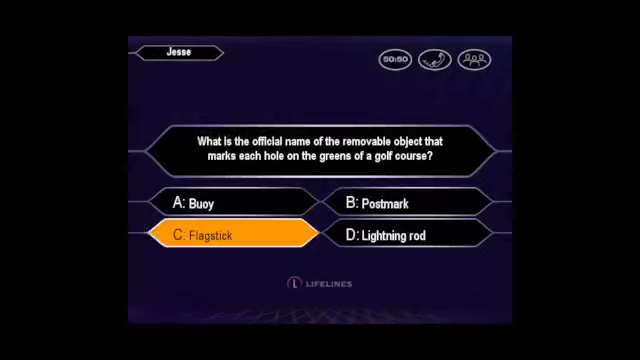 Jesse
50:50
What is the official name of the removable object that
marks each hole on the greens of a golf course?
A: Buoy
B: Postmark
C: Flagstick
D: Lightning rod
L LIFELINES